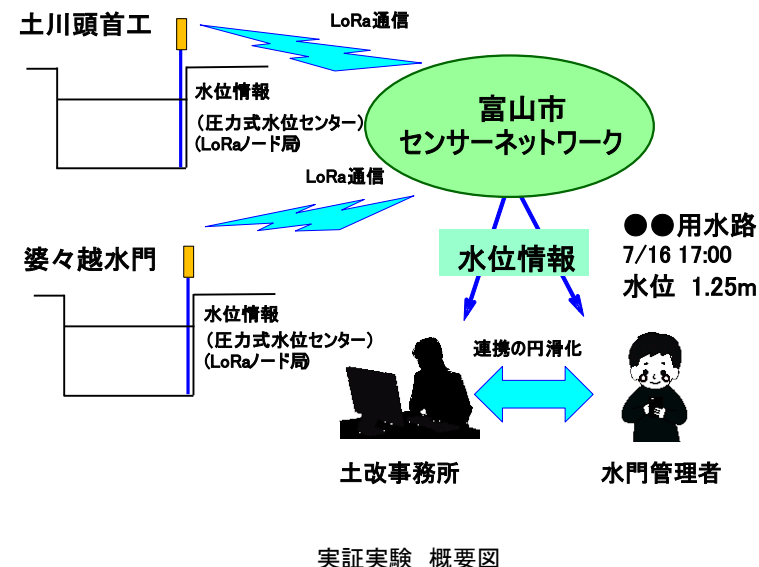 土川頭首工
LoRa通信
水位情報
（圧力式水位センター）
(LoRaノード局)
富山市
センサーネットワーク
LoRa通信
婆々越水門
水位情報
（圧力式水位センター）
(LoRaノード局)
水位情報
●●用水路
7/16 17:00
水位 1.25m
連携の円滑化
土改事務所
水門管理者
実証実験 概要図